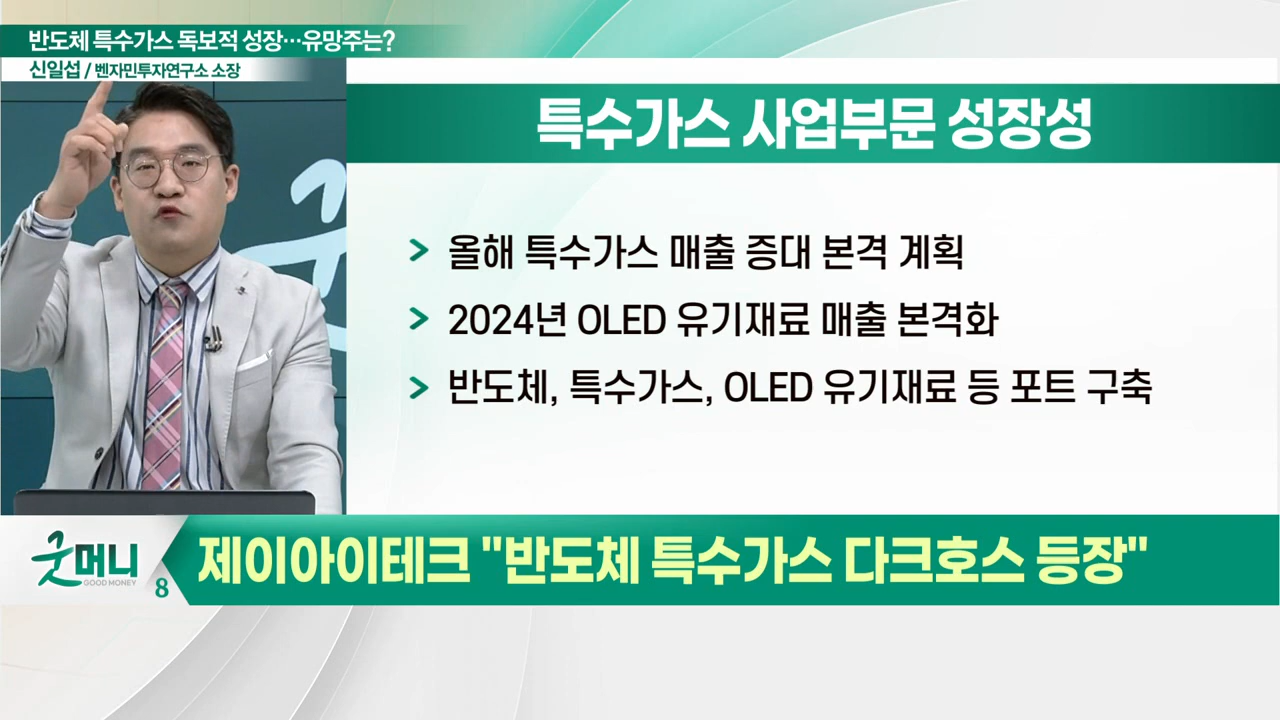 반도체 특수가스 독보적 성장…유망주는?
신일섭 / 벤자민투자연구소 소장
특수가스 사업부문 성장성
> 올해 특수가스 매출 증대 본격 계획
> 2024년 OLED 유기재료 매출 본격화
> 반도체, 특수가스, OLED 유기재료 등 포트 구축
굿머니
GOOD MONEY
8
제이아이테크 "반도체 특수가스 다크호스 등장"